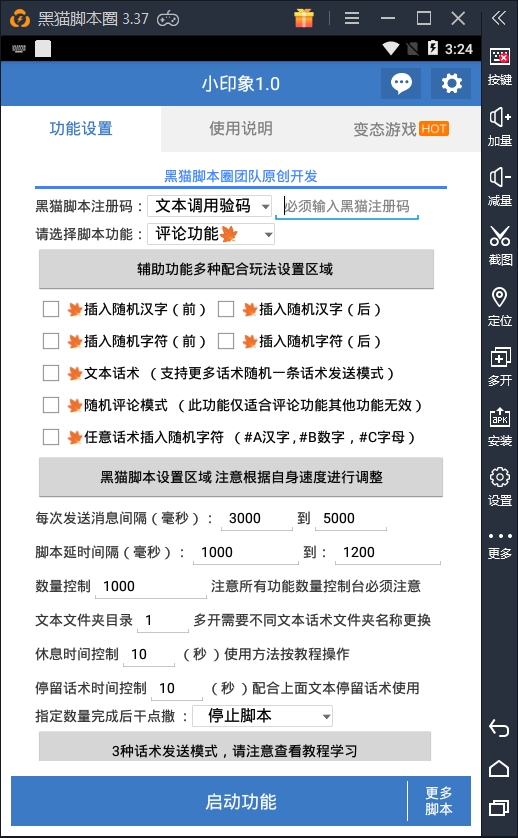 黑猫脚本圈 3.37
3:24
小印象1.0
功能设置 使用说明 变态游戏 HOT
黑猫脚本圈团队原创开发
黑猫脚本注册码： 文本调用验码 必须输入黑猫注册码
请选择脚本功能： 评论功能
辅助功能多种配合玩法设置区域
插入随机汉字（前） 插入随机汉字（后）
插入随机字符（前） 插入随机字符（后）
文本话术 （支持更多话术随机一条话术发送模式）
随机评论模式 （此功能仅适合评论功能其他功能无效）
任意话术插入随机字符 （#A汉字,#B数字，#C字母）
黑猫脚本设置区域 注意根据自身速度进行调整
每次发送消息间隔（毫秒）： 3000 到 5000
脚本延时间隔（毫秒）： 1000 到： 1200
数量控制 1000 注意所有功能数量控制台必须注意
文本文件夹目录 1 多开需要不同文本话术文件夹名称更换
休息时间控制 10 （秒）使用方法按教程操作
停留话术时间控制 10 （秒）配合上面文本停留话术使用
指定数量完成后干点撒： 停止脚本
3种话术发送模式，请注意查看教程学习
启动功能 更多
脚本
按键
加量
减量
截图
定位
多开
APK
安装
设置
更多